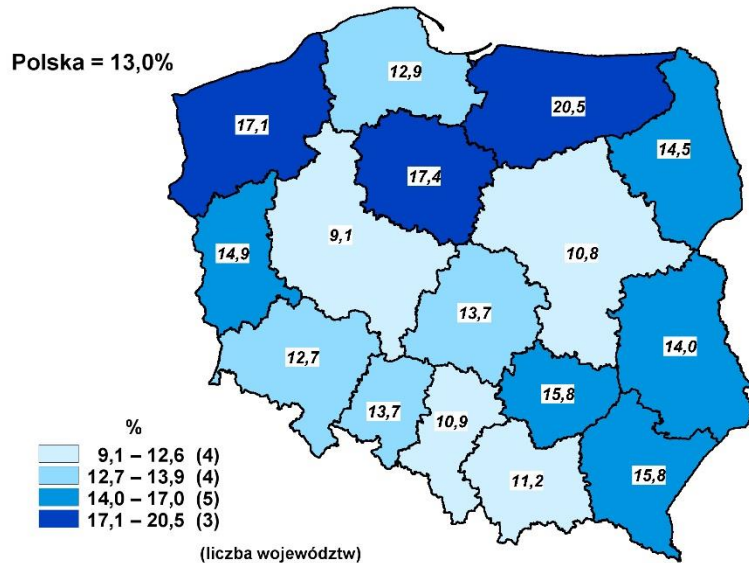 Polska = 13,0%
12,9
20,5
17,1
14,5
17,4
9,1
10,8
14,9
13,7
14,0
12,7
15,8
13,7
10,9
15,8
11,2
%
9,1 – 12,6 (4)
12,7 – 13,9 (4)
14,0 – 17,0 (5)
17,1 – 20,5 (3)
(liczba województw)